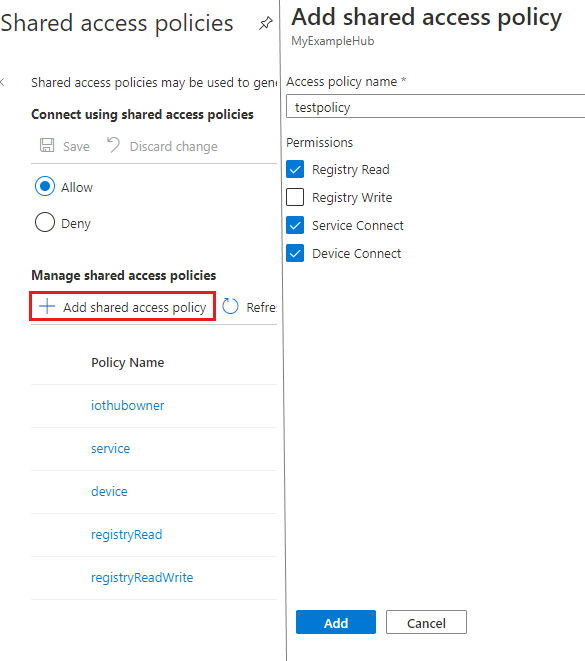 Shared access policies
Shared access policies may be used to gene
Connect using shared access policies
Save Discard change
Allow
Deny
Manage shared access policies
Add shared access policy Refre
Policy Name
iothubowner
service
device
registryRead
registryReadWrite
Add shared access policy
MyExampleHub
Access policy name *
testpolicy
Permissions
Registry Read
Registry Write
Service Connect
Device Connect
Add Cancel